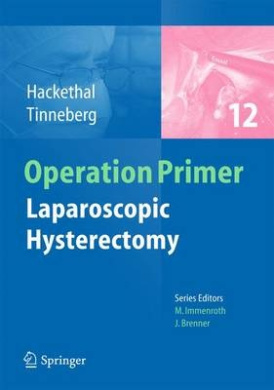 Hackethal
Tinneberg
12
Operation Primer
Laparoscopic
Hysterectomy
Series Editors
M. Immenroth
J. Brenner
Springer